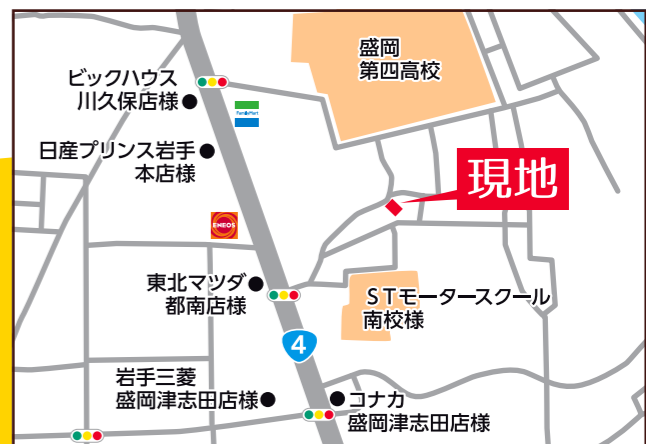 盛岡
第四高校
ビックハウス
川久保店様
FamilyMart
日産プリンス岩手
本店様
現地
ENEOS
東北マツダ
都南店様
STモータースクール
南校様
4
岩手三菱
盛岡津志田店様
コナカ
盛岡津志田店様